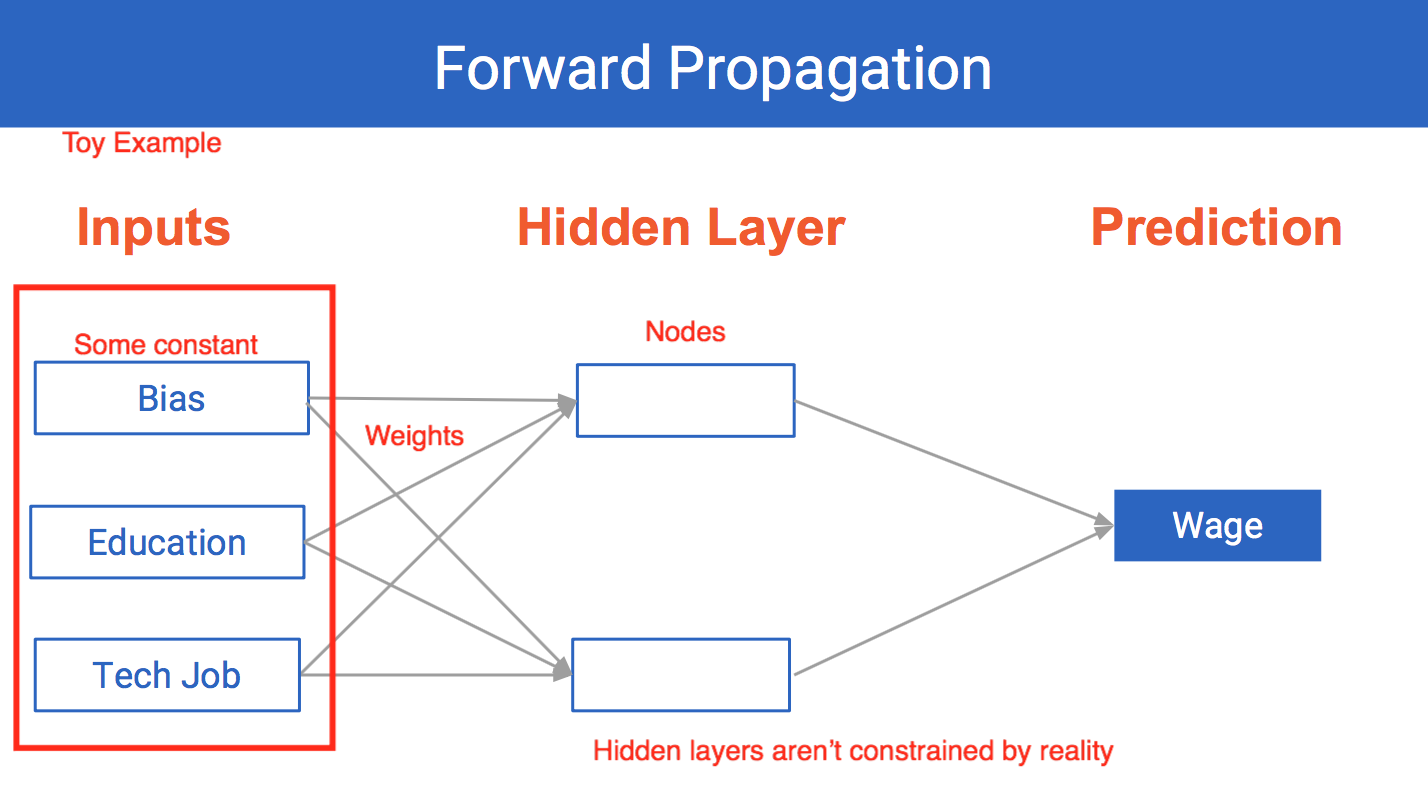 Forward Propagation
Toy Example
Inputs
Hidden Layer
Prediction
Some constant
Nodes
Bias
Weights
Education
Wage
Tech Job
Hidden layers aren’t constrained by reality